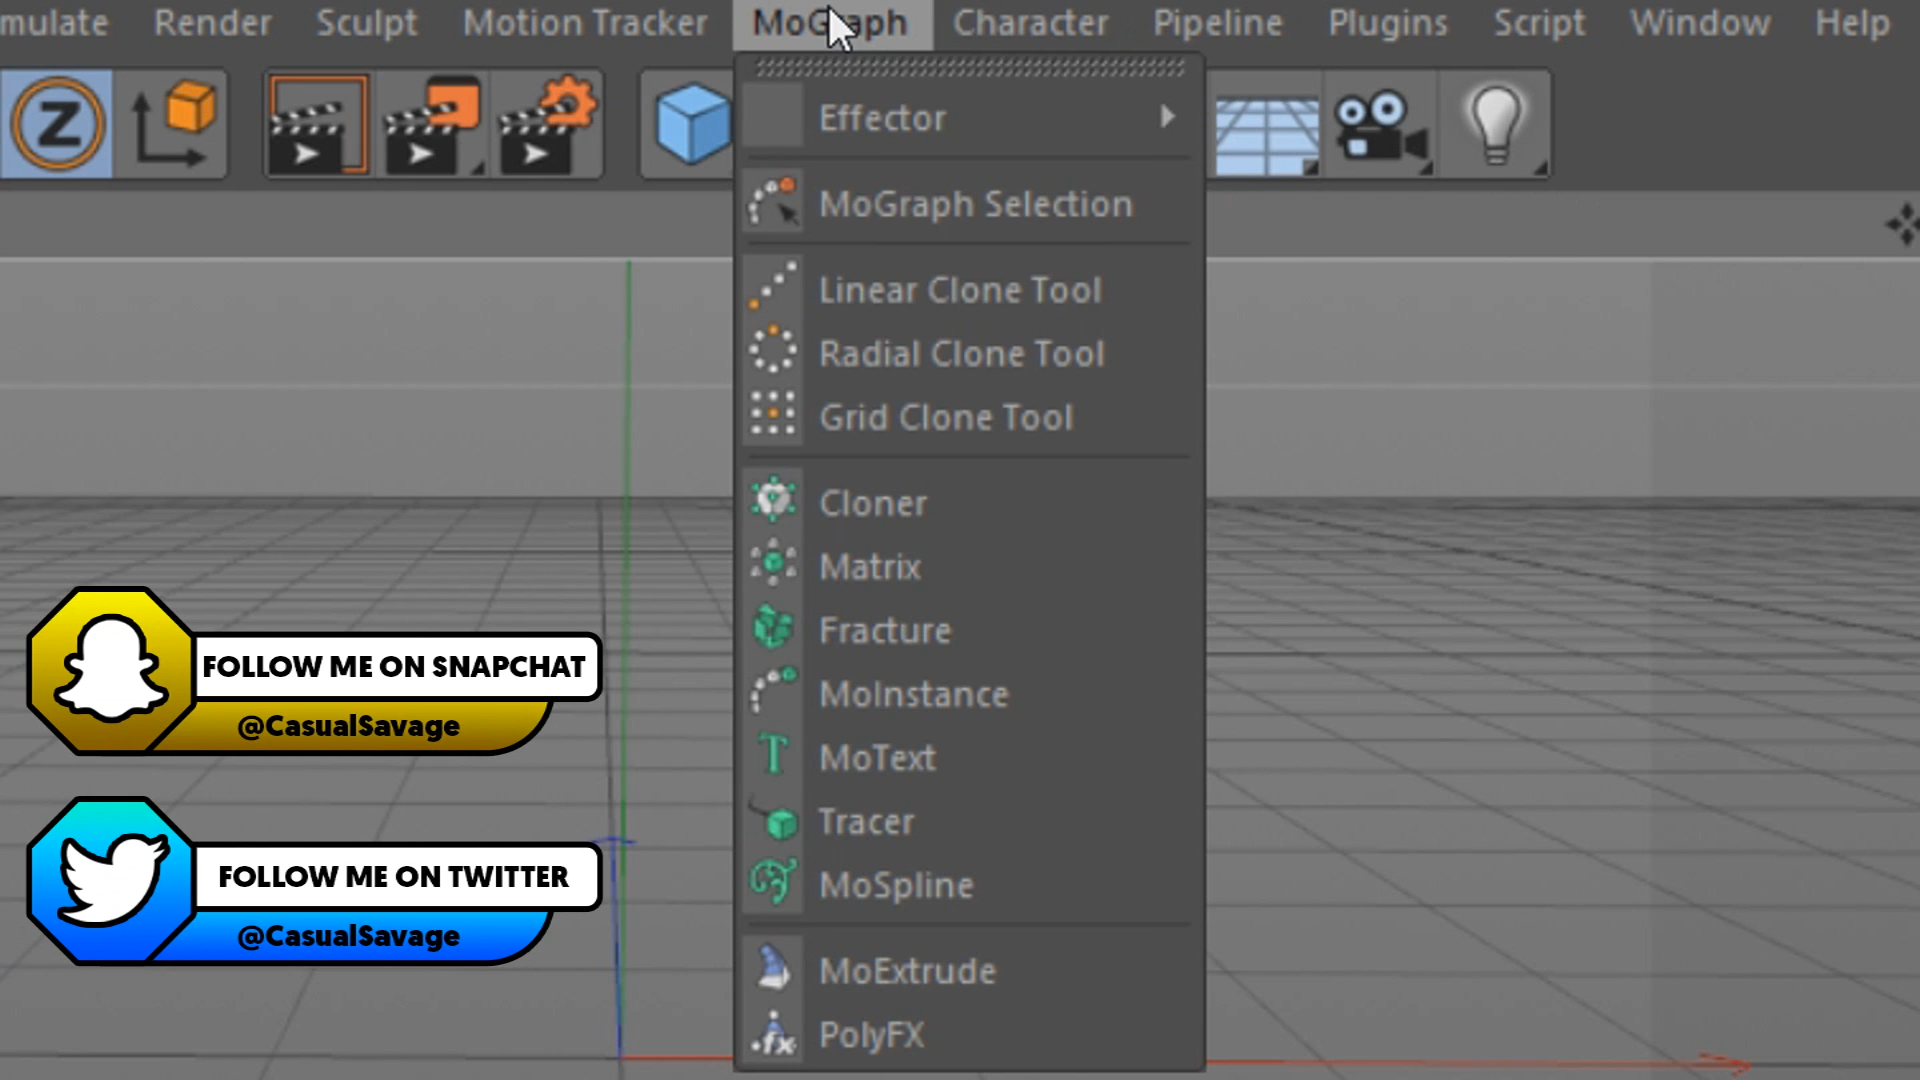 mulate Render Sculpt Motion Tracker MoGraph Character Pipeline Plugins Script Window Help
Z
Effector
MoGraph Selection
Linear Clone Tool
Radial Clone Tool
Grid Clone Tool
Cloner
Matrix
Fracture
MoInstance
T MoText
Tracer
MoSpline
MoExtrude
.fx PolyFX
FOLLOW ME ON SNAPCHAT
@CasualSavage
FOLLOW ME ON TWITTER
@CasualSavage